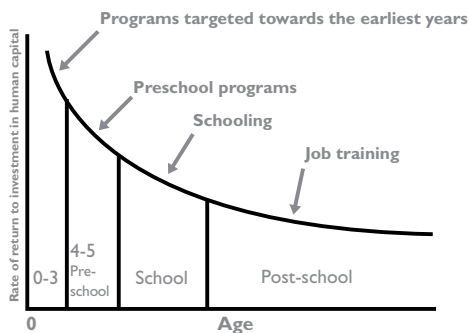 Programs targeted towards the earliest years
Preschool programs
Schooling
Job training
Rate of return to investment in human capital
0-3
4-5
Pre-
school
School
Post-school
0
Age